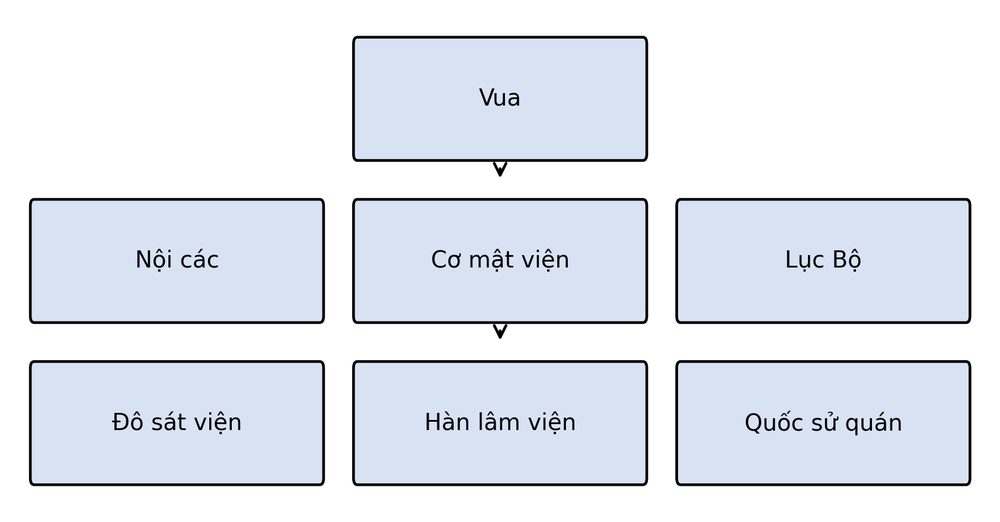 Vua
Nội các
Cơ mật viện
Lục Bộ
Đô sát viện
Hàn lâm viện
Quốc sử quán